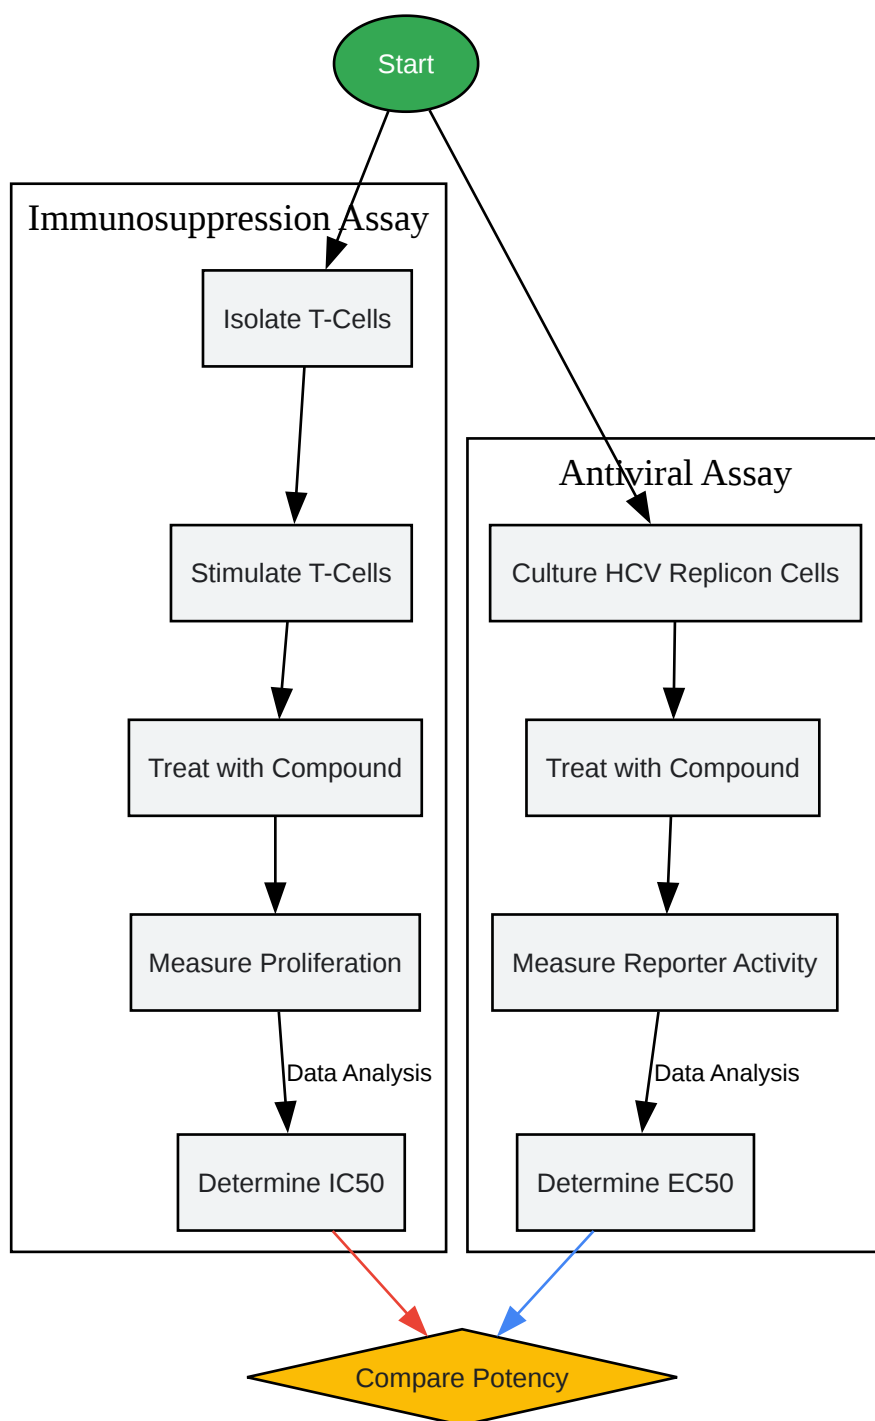 Start
Immunosuppression Assay
Isolate T-Cells
Stimulate T-Cells
Treat with Compound
Measure Proliferation
Data Analysis
Determine IC50
Antiviral Assay
Culture HCV Replicon Cells
Treat with Compound
Measure Reporter Activity
Data Analysis
Determine EC50
Compare Potency